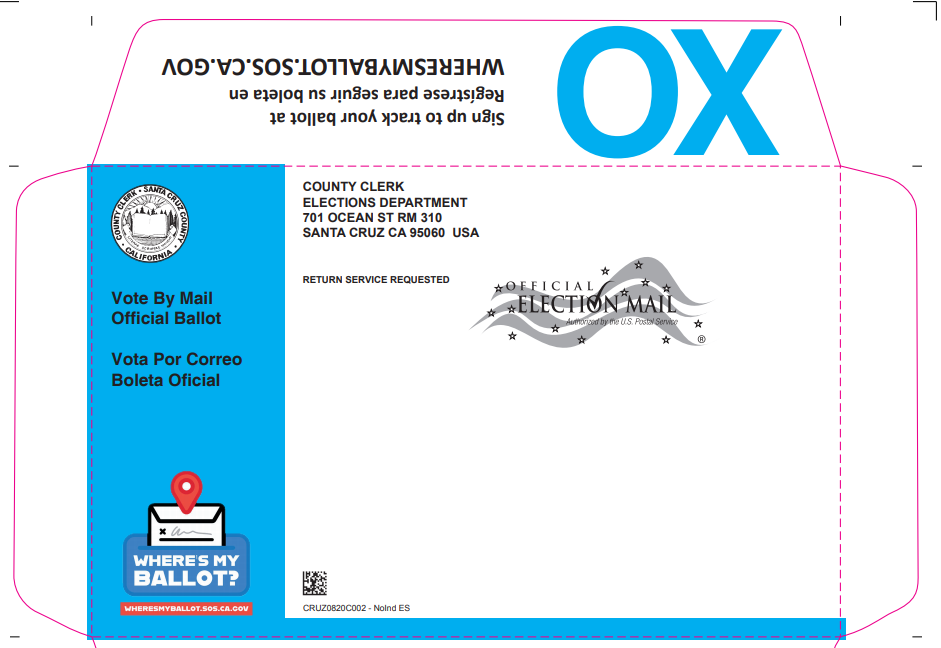 Sign up to track your ballot at
Regístrese para seguir su boleta en
WHERESMYBALLOT.SOS.CA.GOV
OX
COUNTY CLERK • SANTA CRUZ COUNTY
• CALIFORNIA •
Vote By Mail
Official Ballot
Vota Por Correo
Boleta Oficial
WHERE'S MY
BALLOT?
WHERESMYBALLOT.SOS.CA.GOV
COUNTY CLERK
ELECTIONS DEPARTMENT
701 OCEAN ST RM 310
SANTA CRUZ CA 95060 USA
RETURN SERVICE REQUESTED
OFFICIAL
ELECTION MAIL
Authorized by the U.S. Postal Service
®
CRUZ0820C002 - NoInd ES